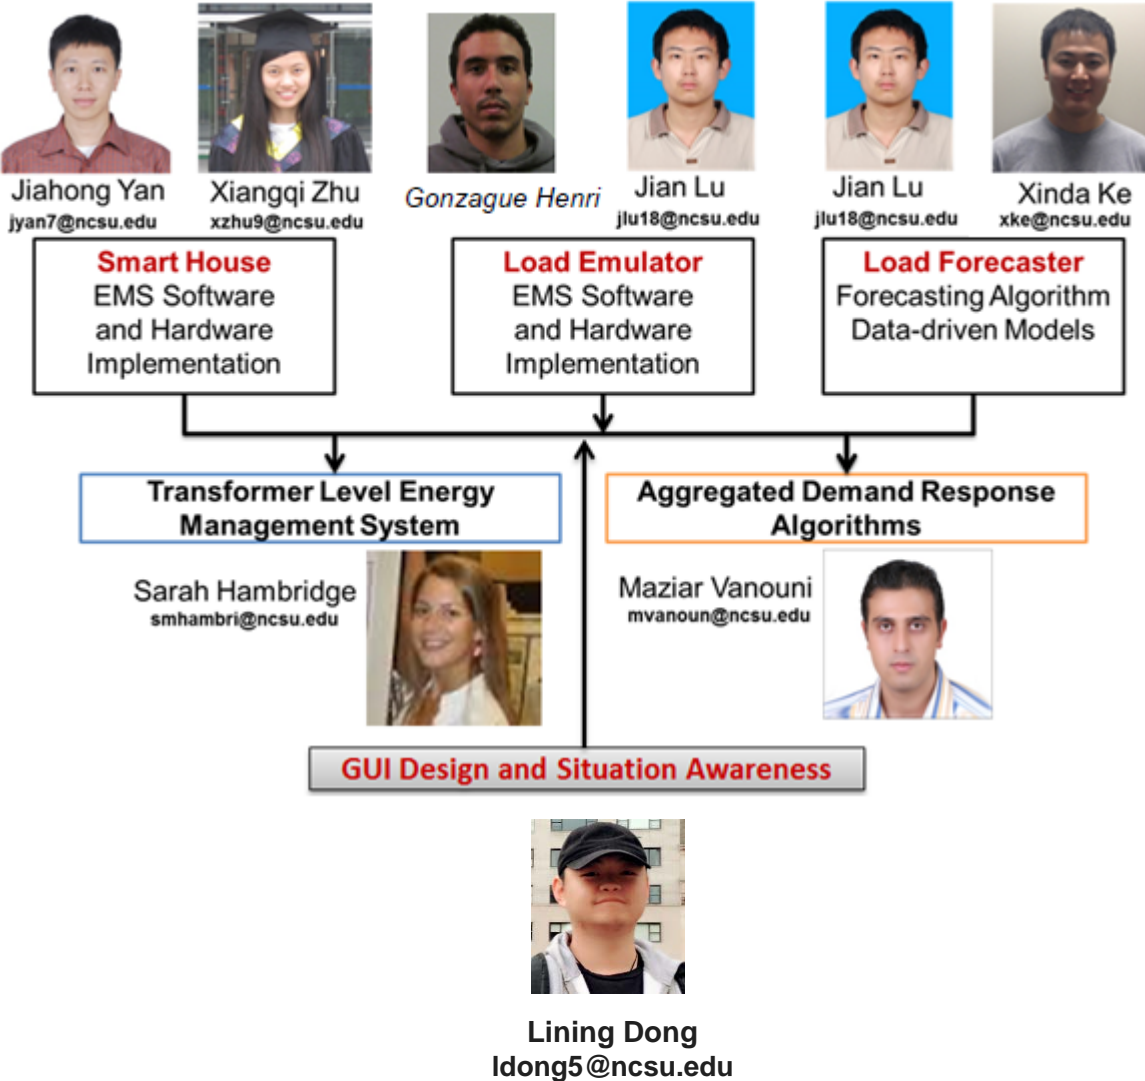 Jiahong Yan
jyan7@ncsu.edu
Xiangqi Zhu
xzhu9@ncsu.edu
Gonzague Henri
Jian Lu
jlu18@ncsu.edu
Jian Lu
jlu18@ncsu.edu
Xinda Ke
xke@ncsu.edu
Smart House
EMS Software
and Hardware
Implementation
Load Emulator
EMS Software
and Hardware
Implementation
Load Forecaster
Forecasting Algorithm
Data-driven Models
Transformer Level Energy
Management System
Aggregated Demand Response
Algorithms
Sarah Hambridge
smhambri@ncsu.edu
Maziar Vanouni
mvanoun@ncsu.edu
GUI Design and Situation Awareness
Lining Dong
ldong5@ncsu.edu